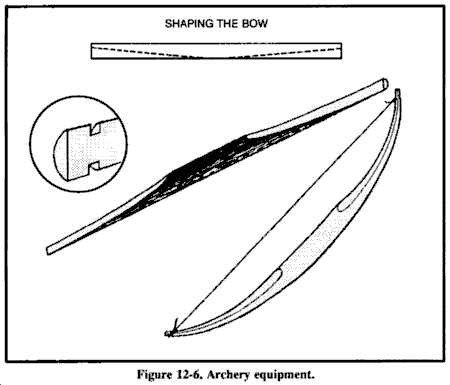 SHAPING THE BOW
Figure 12-6. Archery equipment.